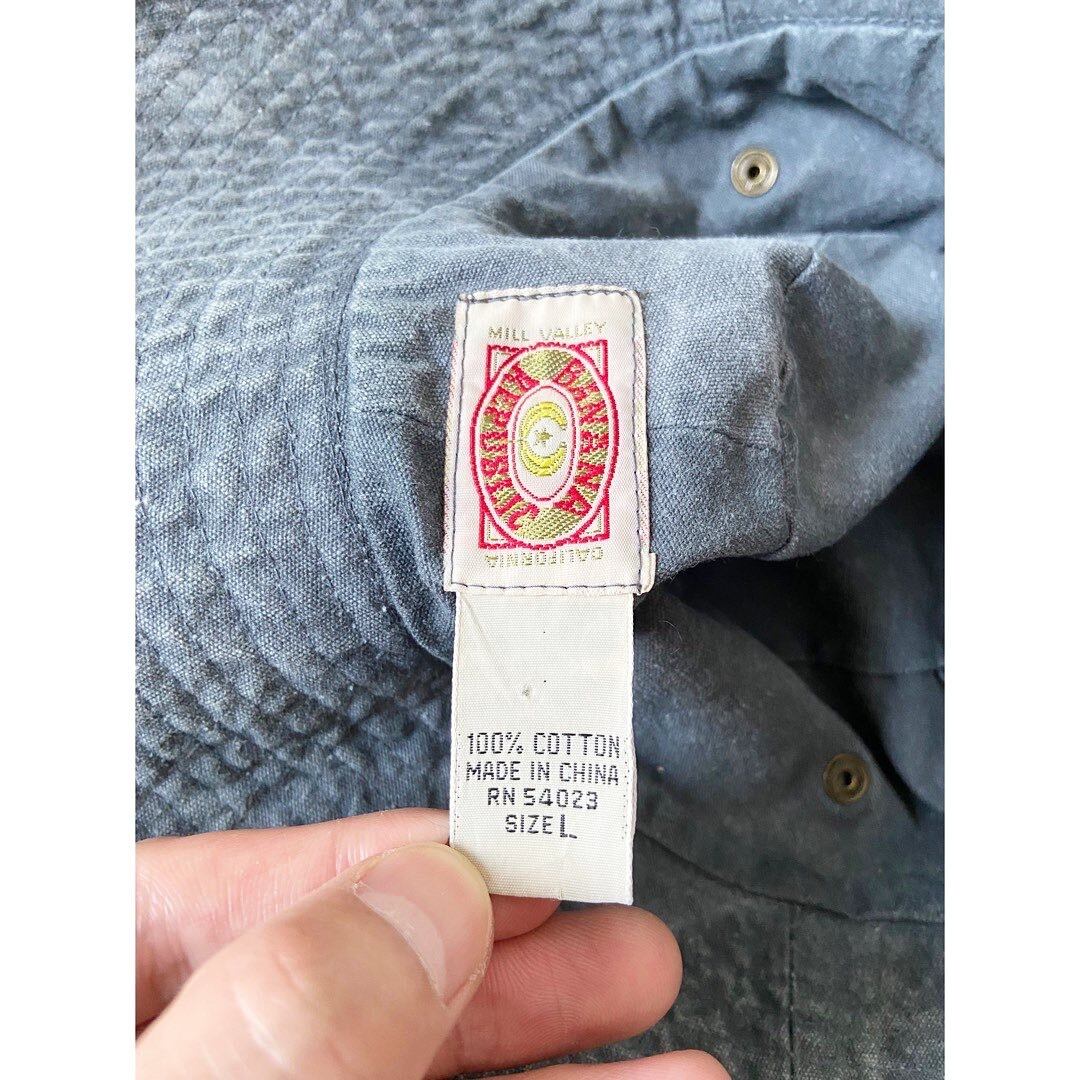 MILL VALLEY
BANANA
REPUBLIC
CALIFORNIA
100% COTTON
MADE IN CHINA
RN 54023
SIZE L